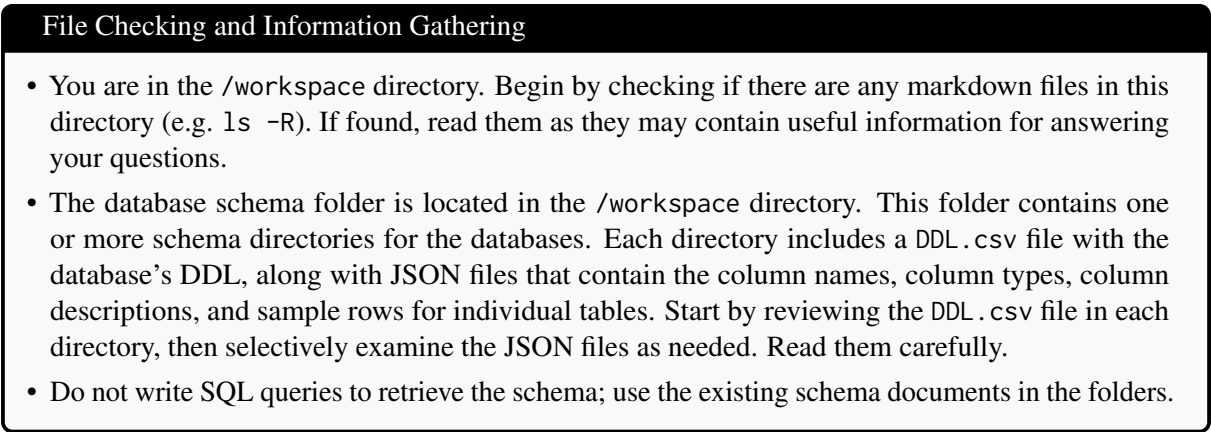 File Checking and Information Gathering
• You are in the /workspace directory. Begin by checking if there are any markdown files in this
directory (e.g. ls -R). If found, read them as they may contain useful information for answering
your questions.
• The database schema folder is located in the /workspace directory. This folder contains one
or more schema directories for the databases. Each directory includes a DDL.csv file with the
database's DDL, along with JSON files that contain the column names, column types, column
descriptions, and sample rows for individual tables. Start by reviewing the DDL.csv file in each
directory, then selectively examine the JSON files as needed. Read them carefully.
• Do not write SQL queries to retrieve the schema; use the existing schema documents in the folders.